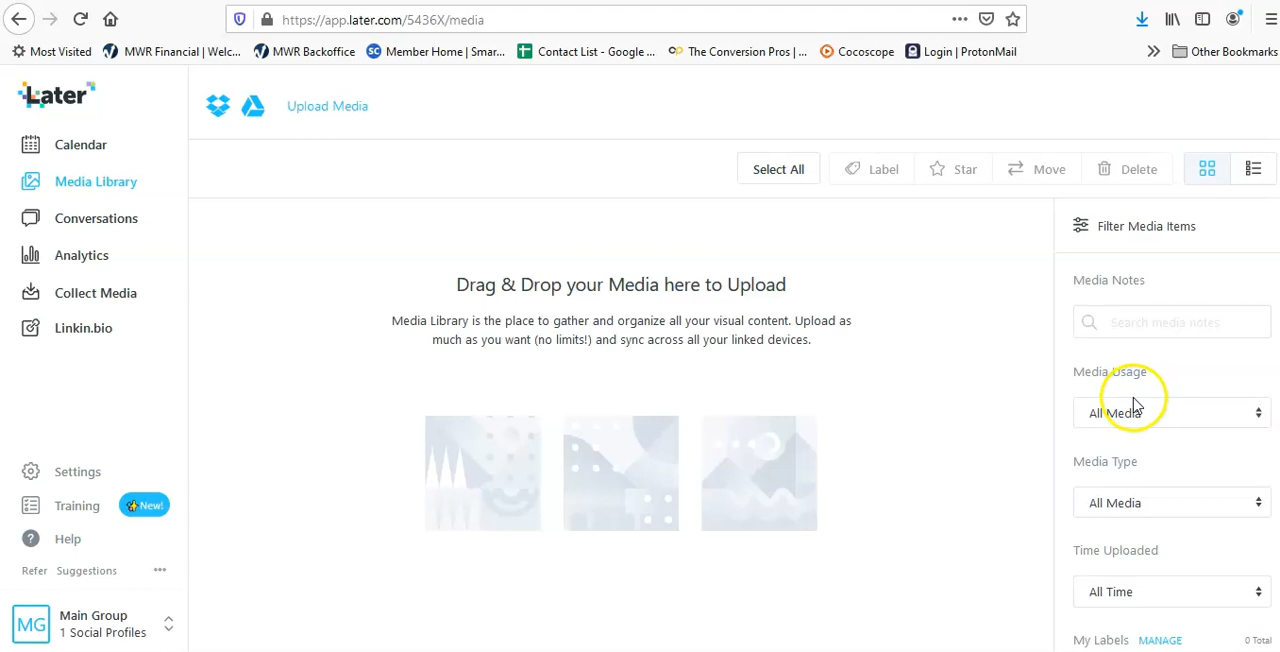 https://app.later.com/5436X/media
Most Visited
MWR Financial | Welc...
MWR Backoffice
Member Home | Smar...
Contact List - Google ...
The Conversion Pros | ...
Cocoscope
Login | ProtonMail
Other Bookmarks
Later
Upload Media
Calendar
Media Library
Conversations
Analytics
Collect Media
Linkin.bio
Select All
Label
Star
Move
Delete
Drag & Drop your Media here to Upload
Media Library is the place to gather and organize all your visual content. Upload as
much as you want (no limits!) and sync across all your linked devices.
Filter Media Items
Media Notes
Search media notes
Media Usage
All Media
Media Type
All Media
Time Uploaded
All Time
My Labels MANAGE 0 Total
Settings
Training New!
Help
Refer Suggestions
MG
Main Group
1 Social Profiles